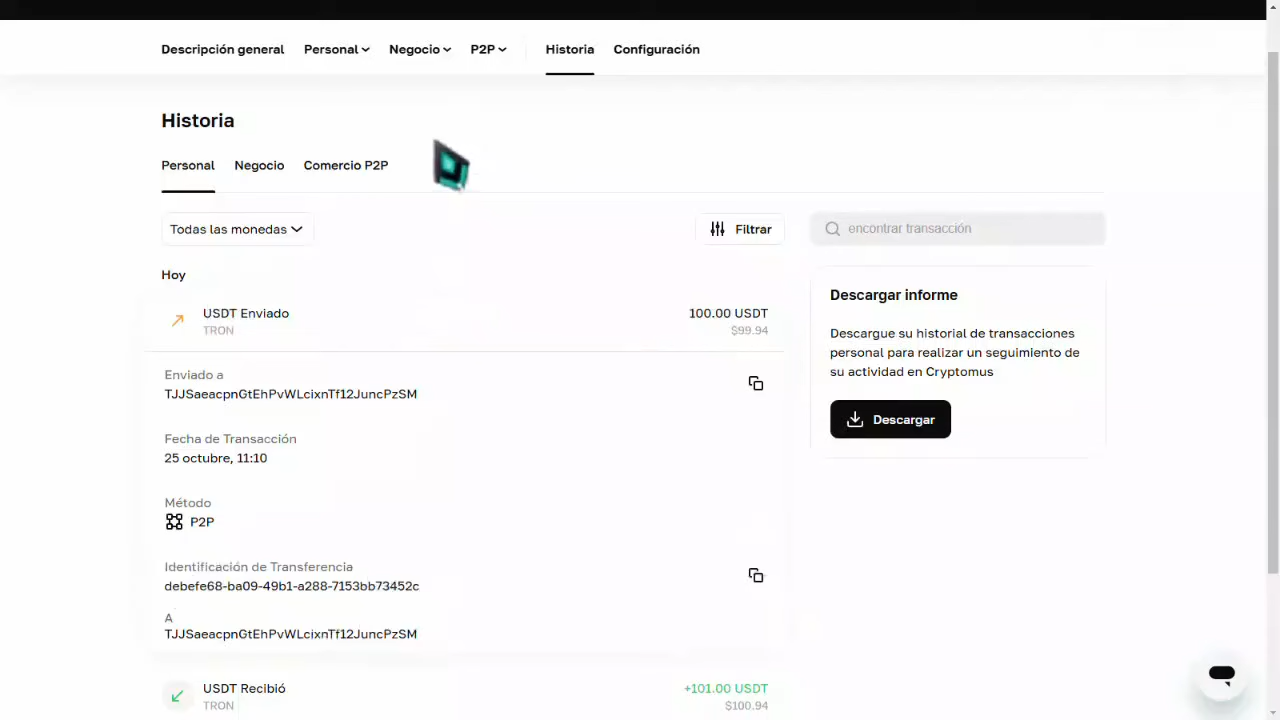 Descripción general Personal Negocio P2P Historia Configuración
Historia
Personal Negocio Comercio P2P
Todas las monedas Filtrar encontrar transacción
Hoy
USDT Enviado 100.00 USDT
TRON $99.94
Enviado a
TJJSaeacpnGtEhPvWLcixnTf12JuncPzSM
Fecha de Transacción
25 octubre, 11:10
Método
P2P
Identificación de Transferencia
debefe68-ba09-49b1-a288-7153bb73452c
A
TJJSaeacpnGtEhPvWLcixnTf12JuncPzSM
USDT Recibió +101.00 USDT
TRON $100.94
Descargar informe
Descargue su historial de transacciones
personal para realizar un seguimiento de
su actividad en Cryptomus
Descargar